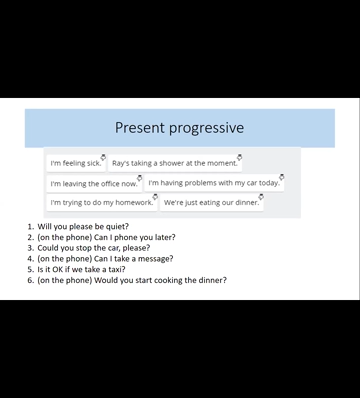 Present progressive
I'm feeling sick. Ray's taking a shower at the moment.
I'm leaving the office now. I'm having problems with my car today.
I'm trying to do my homework. We're just eating our dinner.
1. Will you please be quiet?
2. (on the phone) Can I phone you later?
3. Could you stop the car, please?
4. (on the phone) Can I take a message?
5. Is it OK if we take a taxi?
6. (on the phone) Would you start cooking the dinner?